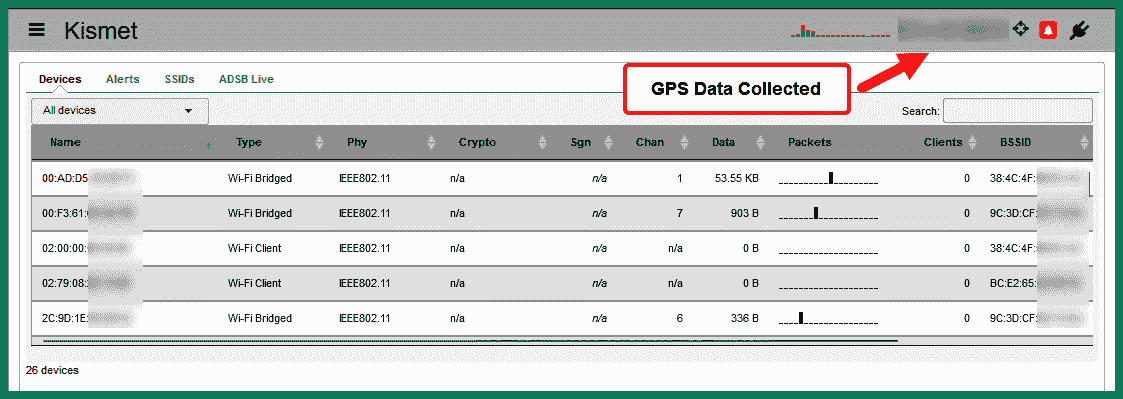 Kismet
Devices Alerts SSIDs ADSB Live
GPS Data Collected
All devices Search:
Name Type Phy Crypto Sgn Chan Data Packets Clients BSSID
00:AD:D5 Wi-Fi Bridged IEEE802.11 n/a n/a 1 53.55 KB 0 38:4C:4F:
00:F3:61: Wi-Fi Bridged IEEE802.11 n/a n/a 7 903 B 0 9C:3D:CF:
02:00:00: Wi-Fi Client IEEE802.11 n/a n/a n/a 0 B 0 38:4C:4F:
02:79:08: Wi-Fi Client IEEE802.11 n/a n/a n/a 0 B 0 BC:E2:65:
2C:9D:1E: Wi-Fi Bridged IEEE802.11 n/a n/a 6 336 B 0 9C:3D:CF:
26 devices